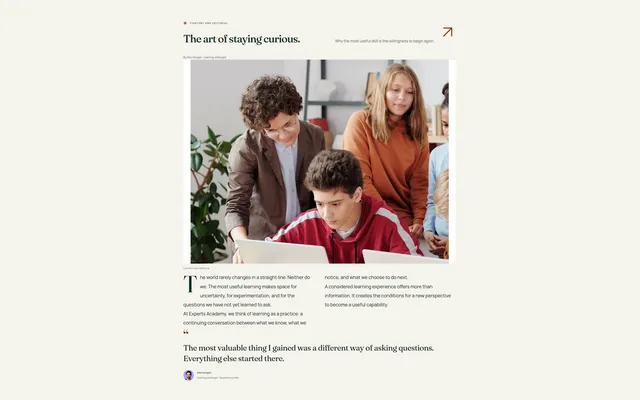 The art of staying curious.
Why the most useful skill is the willingness to begin again.
The world rarely changes in a straight line. Neither do
we. The most useful learning makes space for
uncertainty, for experimentation, and for the
questions we have not yet learned to ask.
At Experts Academy, we think of learning as a practice: a
continuing conversation between what we know, what we
notice, and what we choose to do next.
A considered learning experience offers more than
information. It creates the conditions for a new perspective
to become a useful capability.
“
The most valuable thing I gained was a different way of asking questions.
Everything else started there.